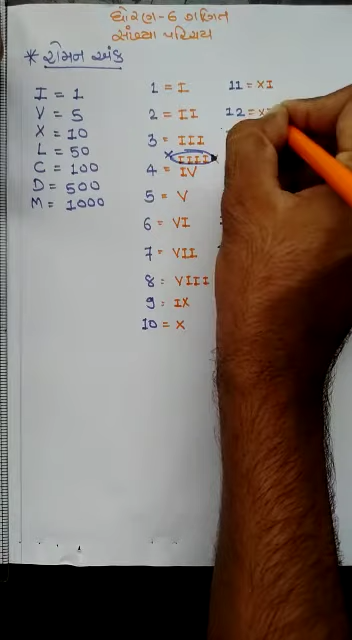 ધોરણ-6 ગણિત
સંખ્યા પરિચય
* રોમન અંક
I = 1
V = 5
X = 10
L = 50
C = 100
D = 500
M = 1000
1 = I
2 = II
3 = III
× IIII
4 = IV
5 = V
6 = VI
7 = VII
8 = VIII
9 = IX
10 = X
11 = XI
12 =